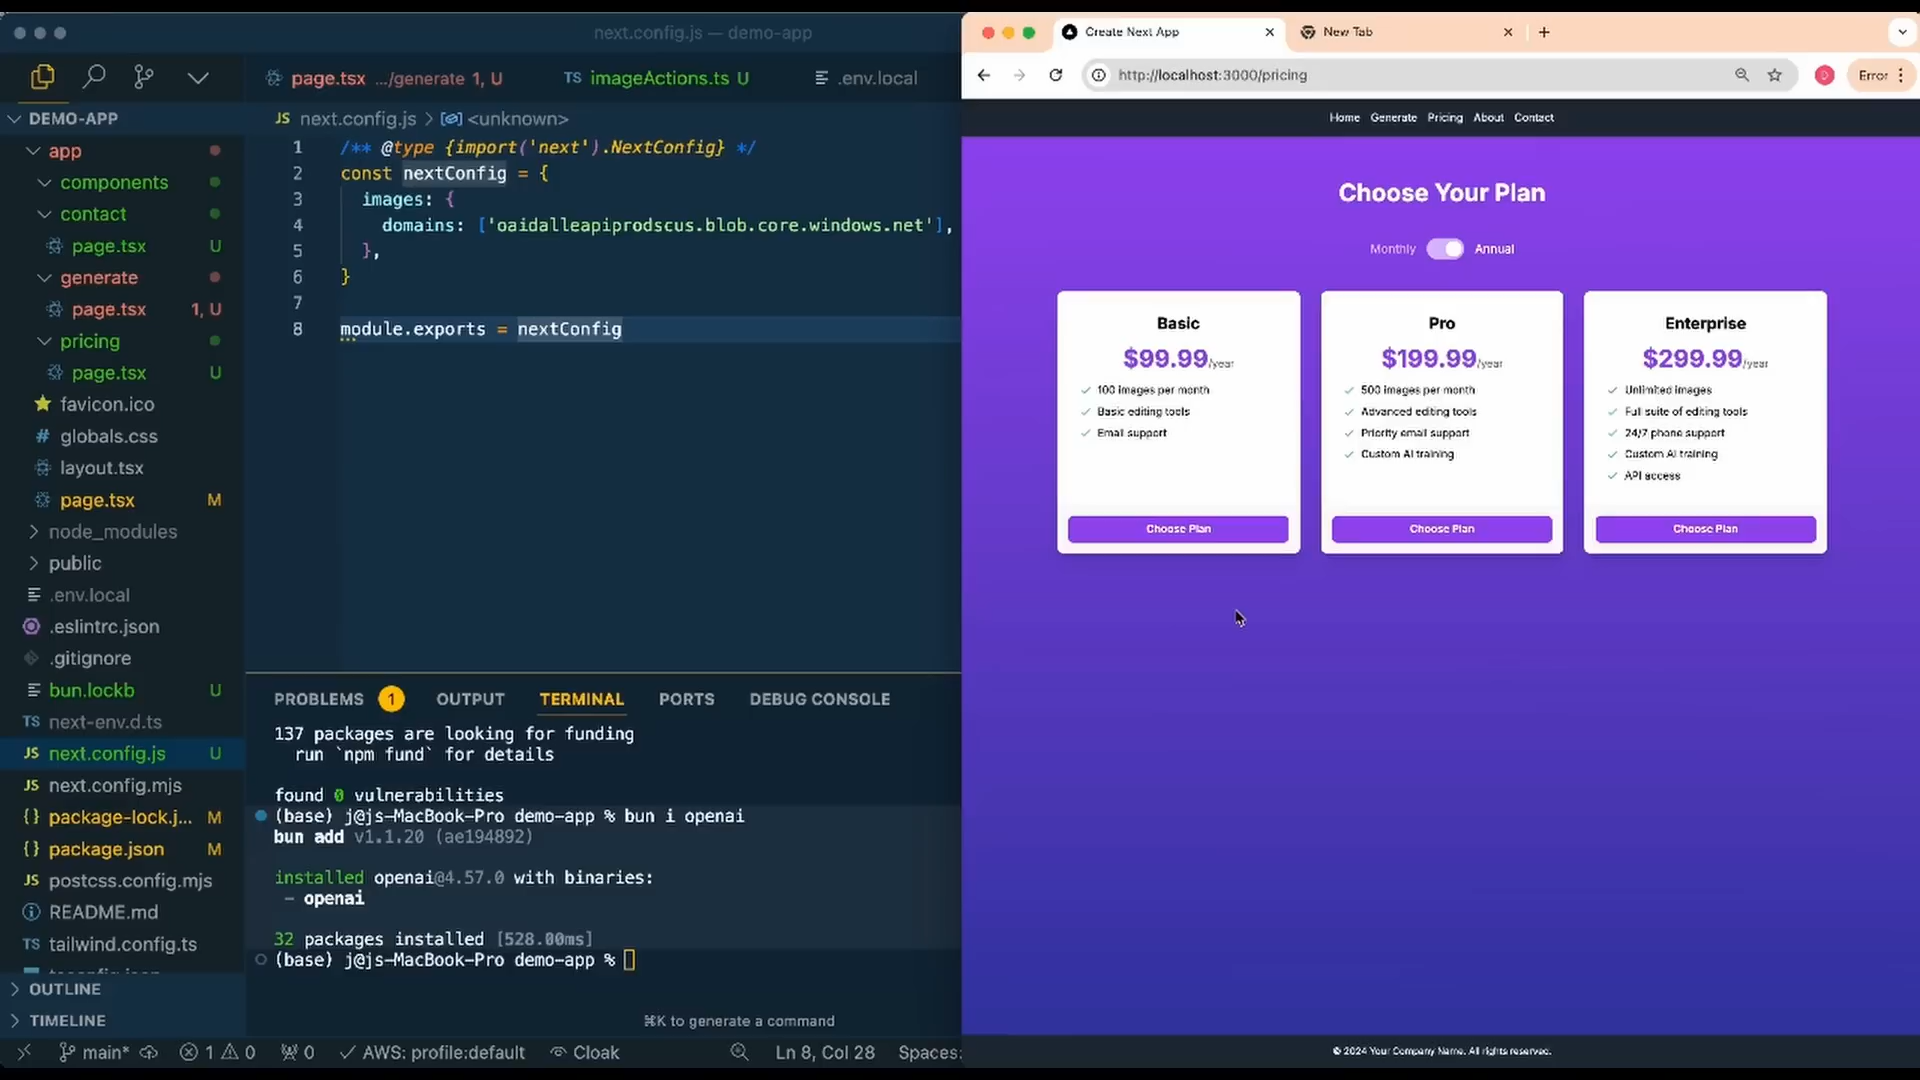 next.config.js — demo-app
page.tsx .../generate 1, U
TS imageActions.ts U
.env.local
DEMO-APP
app
components
contact
page.tsx U
generate
page.tsx 1, U
pricing
page.tsx U
favicon.ico
# globals.css
layout.tsx
page.tsx M
node_modules
public
.env.local
.eslintrc.json
.gitignore
bun.lockb U
TS next-env.d.ts
JS next.config.js U
JS next.config.mjs
{} package-lock.j... M
{} package.json M
JS postcss.config.mjs
README.md
TS tailwind.config.ts
OUTLINE
TIMELINE
JS next.config.js > <unknown>
1 /** @type {import('next').NextConfig} */
2 const nextConfig = {
3 images: {
4 domains: ['oaidalleapiprodscus.blob.core.windows.net'],
5 },
6 }
7
8 module.exports = nextConfig
PROBLEMS 1 OUTPUT TERMINAL PORTS DEBUG CONSOLE
137 packages are looking for funding
run `npm fund` for details
found 0 vulnerabilities
(base) j@js-MacBook-Pro demo-app % bun i openai
bun add v1.1.20 (ae194892)
installed openai@4.57.0 with binaries:
- openai
32 packages installed [528.00ms]
(base) j@js-MacBook-Pro demo-app %
⌘K to generate a command
main* 1 0 0 AWS: profile:default Cloak Ln 8, Col 28 Spaces:
Create Next App
New Tab
http://localhost:3000/pricing
D
Error
Home Generate Pricing About Contact
Choose Your Plan
Monthly Annual
Basic
$99.99/year
100 images per month
Basic editing tools
Email support
Choose Plan
Pro
$199.99/year
500 images per month
Advanced editing tools
Priority email support
Custom AI training
Choose Plan
Enterprise
$299.99/year
Unlimited images
Full suite of editing tools
24/7 phone support
Custom AI training
API access
Choose Plan
© 2024 Your Company Name. All rights reserved.